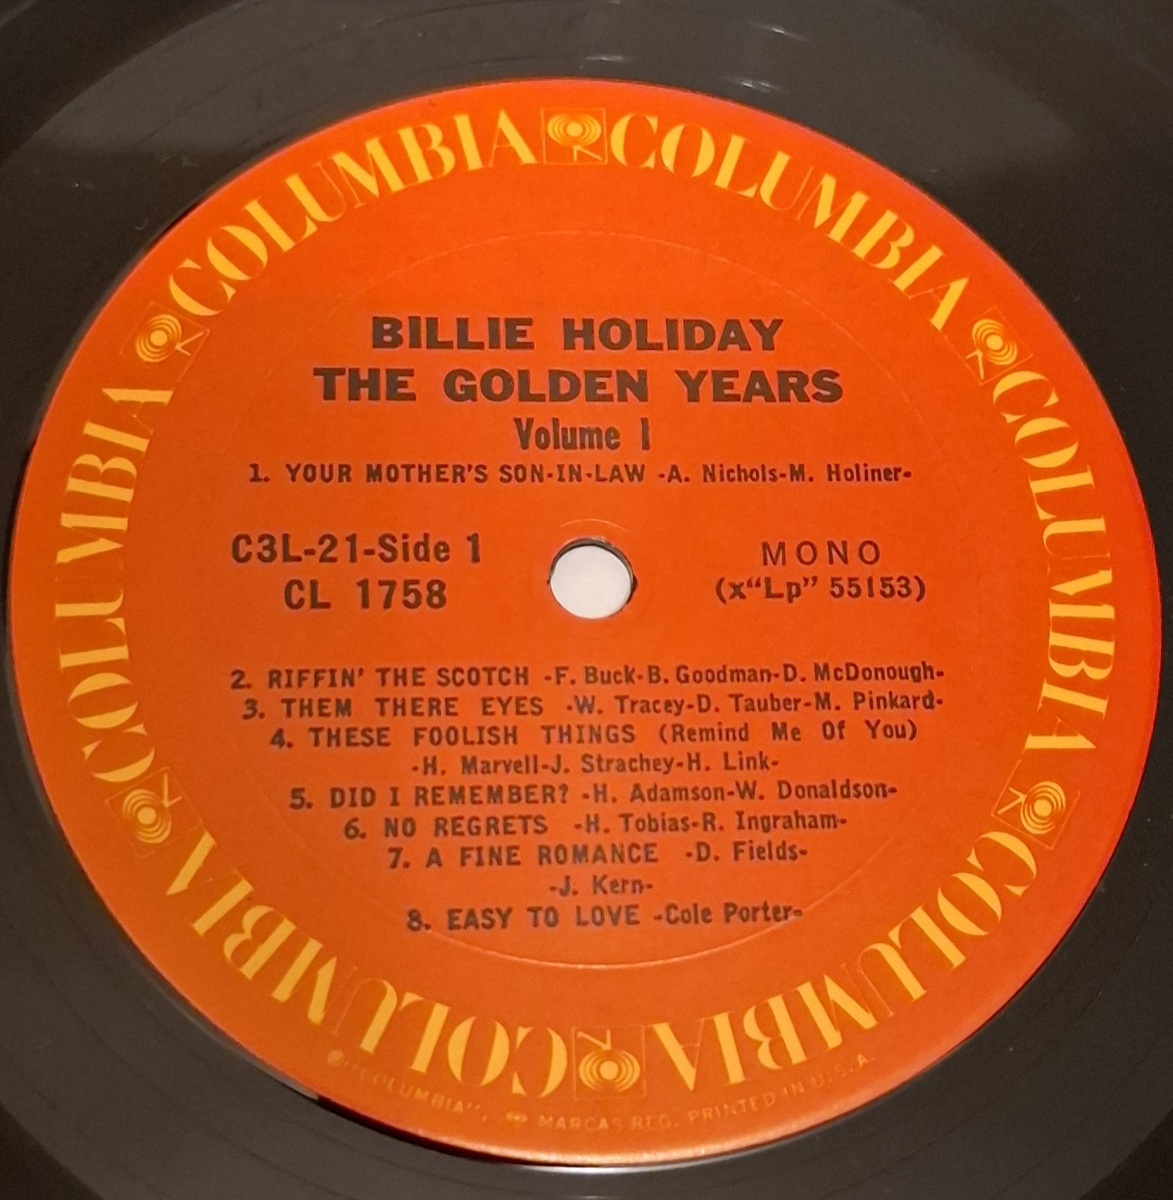 COLUMBIA COLUMBIA COLUMBIA COLUMBIA COLUMBIA COLUMBIA
BILLIE HOLIDAY
THE GOLDEN YEARS
Volume 1
1. YOUR MOTHER'S SON-IN-LAW -A. Nichols-M. Holiner-
C3L-21-Side 1
CL 1758
MONO
(x“Lp” 55153)
2. RIFFIN' THE SCOTCH -F. Buck-B. Goodman-D. McDonough-
3. THEM THERE EYES -W. Tracey-D. Tauber-M. Pinkard-
4. THESE FOOLISH THINGS (Remind Me Of You)
-H. Marvell-J. Strachey-H. Link-
5. DID I REMEMBER? -H. Adamson-W. Donaldson-
6. NO REGRETS -H. Tobias-R. Ingraham-
7. A FINE ROMANCE -D. Fields-
-J. Kern-
8. EASY TO LOVE -Cole Porter-
"COLUMBIA", MARCAS REG. PRINTED IN U.S.A.